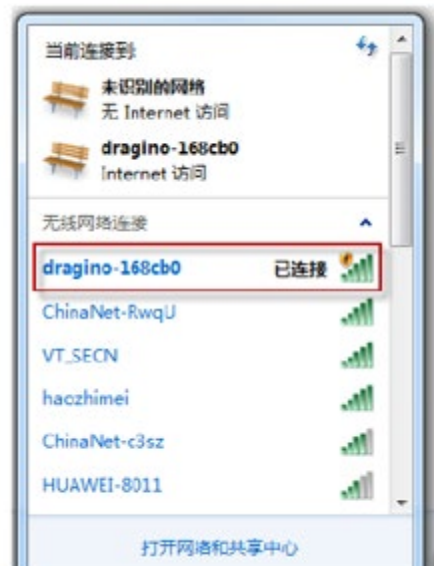 当前连接到:
未识别的网络
无 Internet 访问
dragino-168cb0
Internet 访问
无线网络连接
dragino-168cb0 已连接
ChinaNet-RwqU
VT_SECN
haozhimei
ChinaNet-c3sz
HUAWEI-8011
打开网络和共享中心